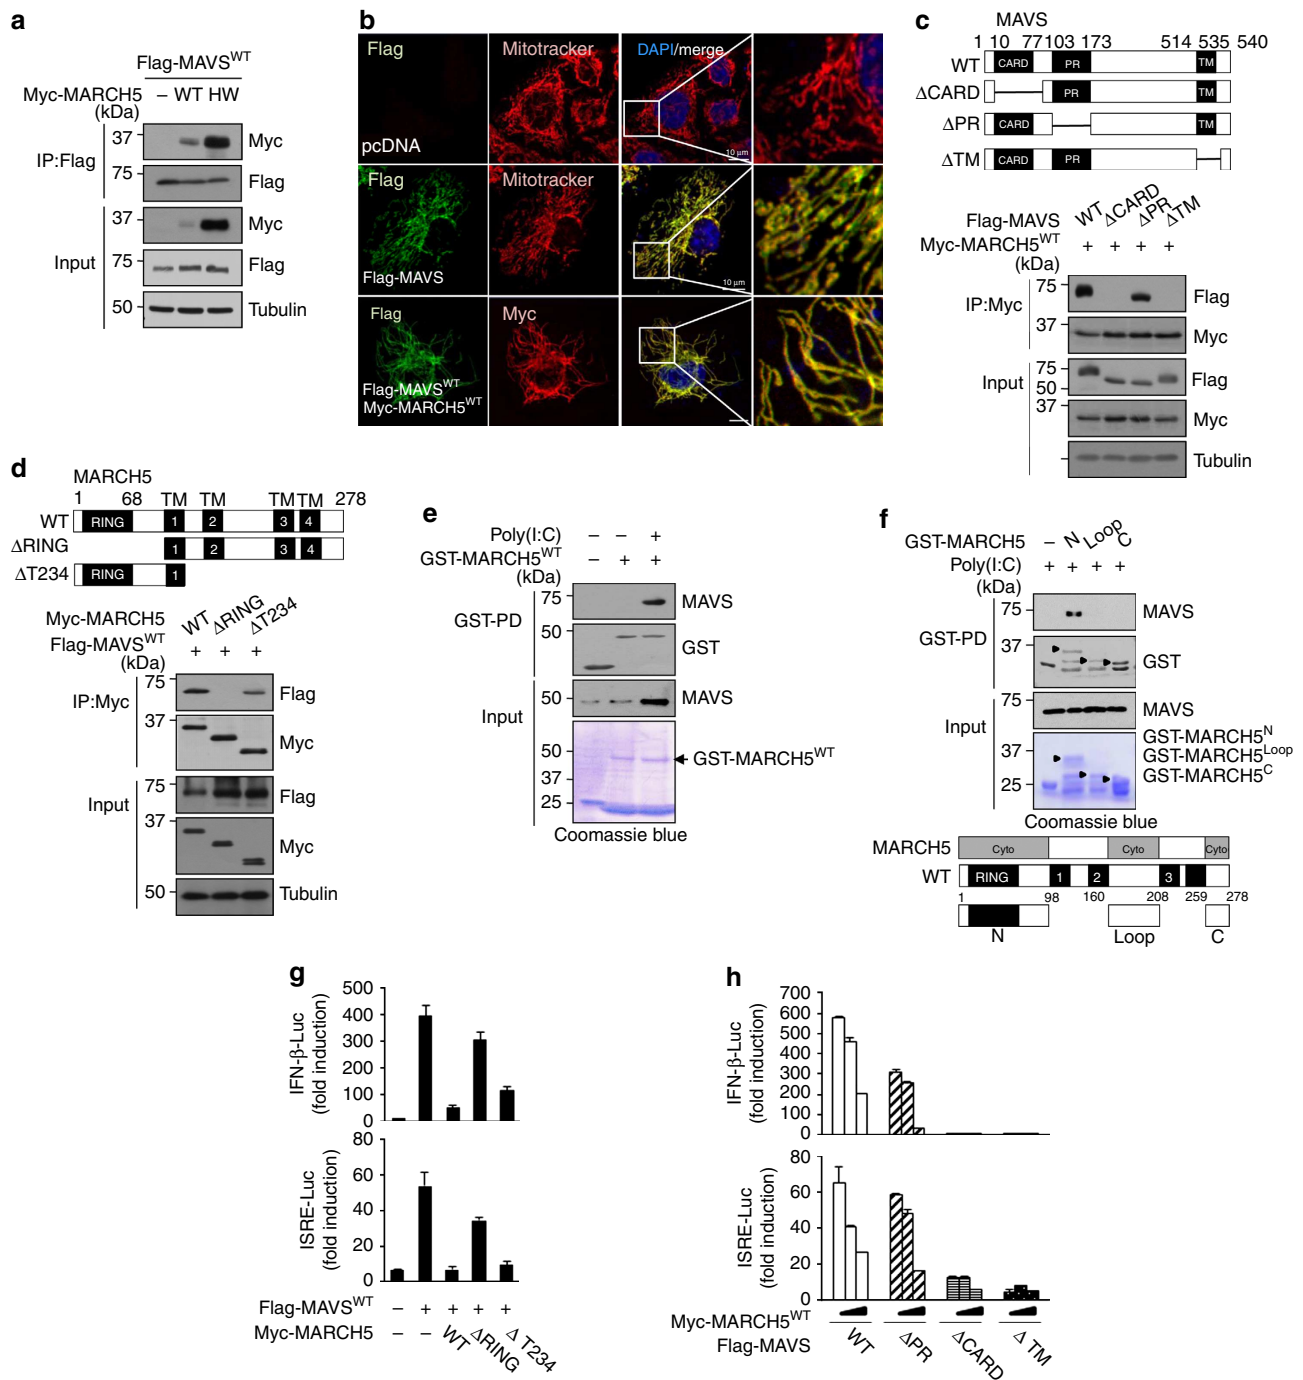 a
Flag-MAVSWT
Myc-MARCH5 – WT HW
(kDa)
IP:Flag
37
Myc
75
Flag
Input
37
Myc
75
Flag
50
Tubulin
b
Flag
Mitotracker
DAPI/merge
pcDNA
10 µm
Flag
Mitotracker
Flag-MAVS
10 µm
Flag
Myc
Flag-MAVSWT
Myc-MARCH5WT
c
MAVS
1 10 77 103 173 514 535 540
WT CARD PR TM
ΔCARD PR TM
ΔPR CARD TM
ΔTM CARD PR
Flag-MAVS WT ΔCARD ΔPR ΔTM
Myc-MARCH5WT + + + +
(kDa)
IP:Myc
75
Flag
37
Myc
Input
75
50
Flag
37
Myc
Tubulin
d
MARCH5
1 68 TM TM TM TM 278
WT RING 1 2 3 4
ΔRING 1 2 3 4
ΔT234 RING 1
Myc-MARCH5 WT ΔRING ΔT234
Flag-MAVSWT + + +
(kDa)
IP:Myc
75
Flag
37
Myc
Input
75
Flag
37
Myc
50
Tubulin
e
Poly(I:C) – – +
GST-MARCH5WT – + +
(kDa)
GST-PD
75
MAVS
50
GST
Input
50
MAVS
50
37
25
GST-MARCH5WT
Coomassie blue
f
GST-MARCH5 – N Loop C
Poly(I:C) + + + +
(kDa)
GST-PD
75
MAVS
37
GST
Input
75
MAVS
37
25
GST-MARCH5N
GST-MARCH5Loop
GST-MARCH5C
Coomassie blue
MARCH5 Cyto Cyto Cyto
WT RING 1 2 3
1 98 160 208 259 278
N Loop C
g
IFN-β-Luc
(fold induction)
500
400
300
200
100
0
ISRE-Luc
(fold induction)
80
60
40
20
0
Flag-MAVSWT – + + + +
Myc-MARCH5 – – WT ΔRING Δ T234
h
IFN-β-Luc
(fold induction)
700
600
500
400
300
200
100
0
ISRE-Luc
(fold induction)
80
60
40
20
0
Myc-MARCH5WT
Flag-MAVS WT ΔPR ΔCARD Δ TM